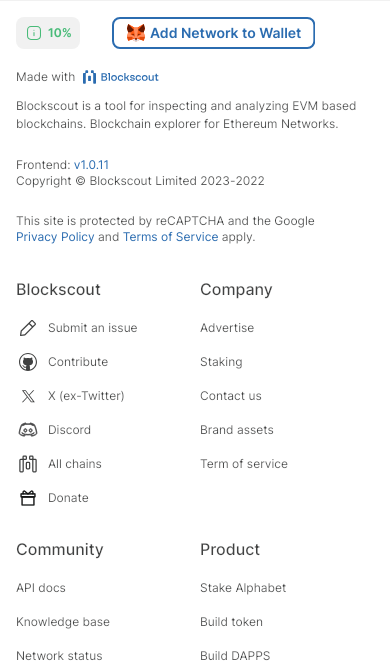 10%
Add Network to Wallet
Made with Blockscout
Blockscout is a tool for inspecting and analyzing EVM based
blockchains. Blockchain explorer for Ethereum Networks.
Frontend: v1.0.11
Copyright © Blockscout Limited 2023-2022
This site is protected by reCAPTCHA and the Google
Privacy Policy and Terms of Service apply.
Blockscout
Submit an issue
Contribute
X (ex-Twitter)
Discord
All chains
Donate
Company
Advertise
Staking
Contact us
Brand assets
Term of service
Community
API docs
Knowledge base
Network status
Product
Stake Alphabet
Build token
Build DAPPS